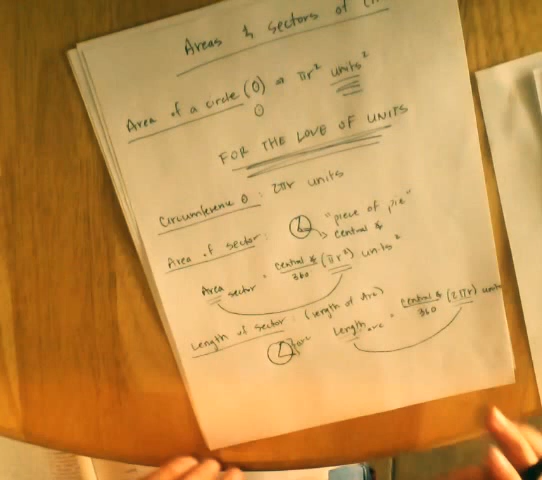 Areas & sectors of
Area of a circle (O) → πr² units²
FOR THE LOVE OF UNITS
Circumference O : 2πr units
Area of sector : "piece of pie"
central ∡
Area sector = central ∡ / 360 (πr²) units²
Length of sector : (length of Arc)
arc
Length arc = central ∡ / 360 (2πr) units